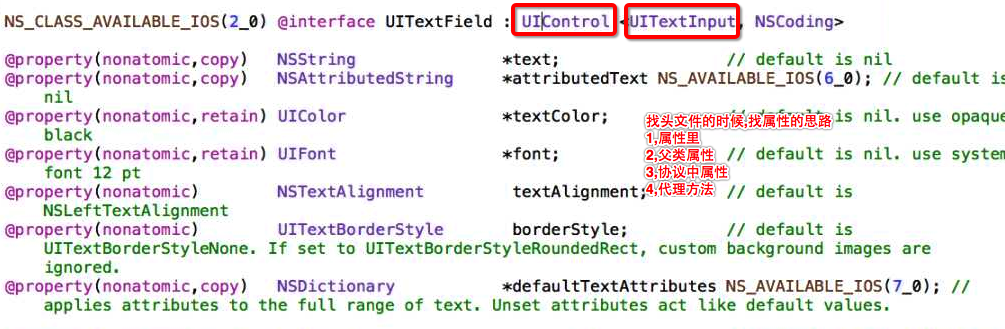 NS_CLASS_AVAILABLE_IOS(2_0) @interface UITextField : UIControl <UITextInput, NSCoding>
@property(nonatomic,copy) NSString *text; // default is nil
@property(nonatomic,copy) NSAttributedString *attributedText NS_AVAILABLE_IOS(6_0); // default is
nil
@property(nonatomic,retain) UIColor *textColor; // default is nil. use opaque
black
@property(nonatomic,retain) UIFont *font; // default is nil. use system
font 12 pt
@property(nonatomic) NSTextAlignment textAlignment; // default is
NSLeftTextAlignment
@property(nonatomic) UITextBorderStyle borderStyle; // default is
UITextBorderStyleNone. If set to UITextBorderStyleRoundedRect, custom background images are
ignored.
@property(nonatomic,copy) NSDictionary *defaultTextAttributes NS_AVAILABLE_IOS(7_0); //
applies attributes to the full range of text. Unset attributes act like default values.
找头文件的时候,找属性的思路
1,属性里
2,父类属性
3,协议中属性
4,代理方法